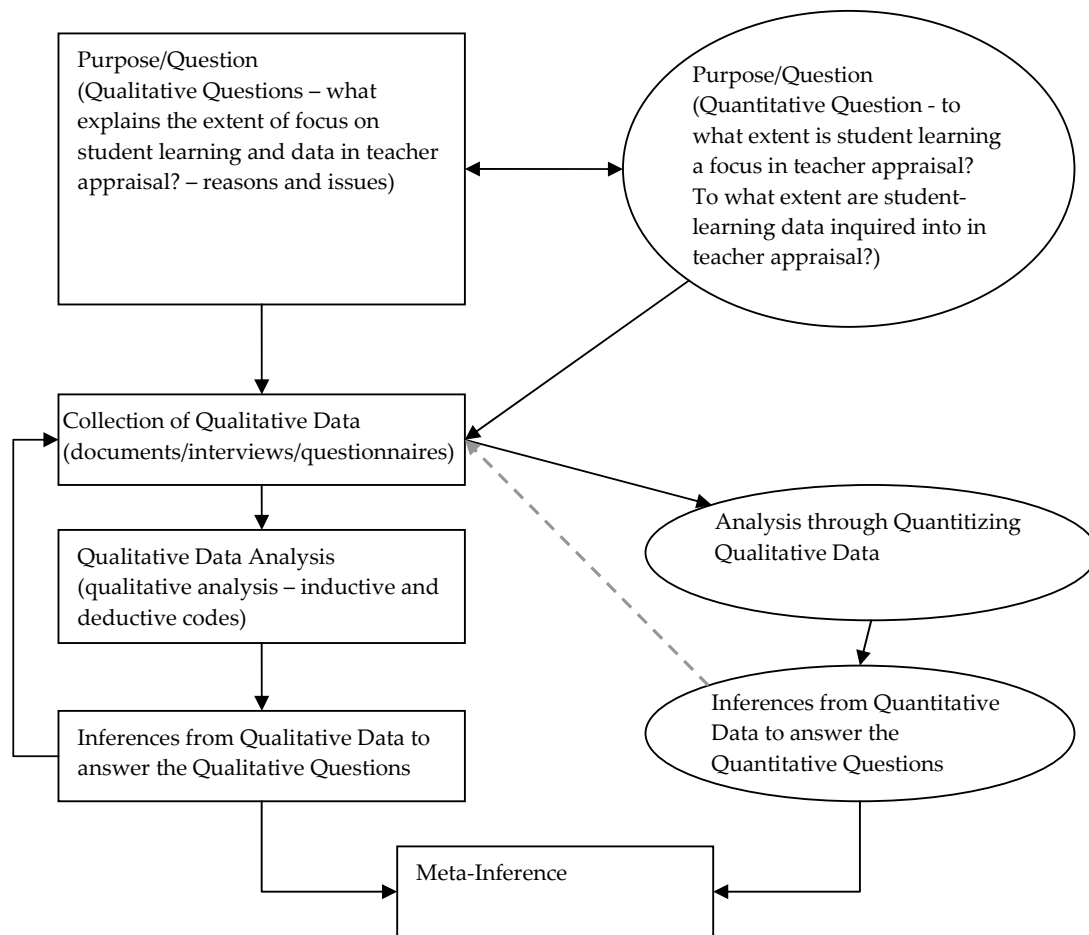 Purpose/Question
(Qualitative Questions – what
explains the extent of focus on
student learning and data in teacher
appraisal? – reasons and issues)
Purpose/Question
(Quantitative Question - to
what extent is student learning
a focus in teacher appraisal?
To what extent are student-
learning data inquired into in
teacher appraisal?)
Collection of Qualitative Data
(documents/interviews/questionnaires)
Analysis through Quantitizing
Qualitative Data
Qualitative Data Analysis
(qualitative analysis – inductive and
deductive codes)
Inferences from Qualitative Data to
answer the Qualitative Questions
Inferences from Quantitative
Data to answer the
Quantitative Questions
Meta-Inference